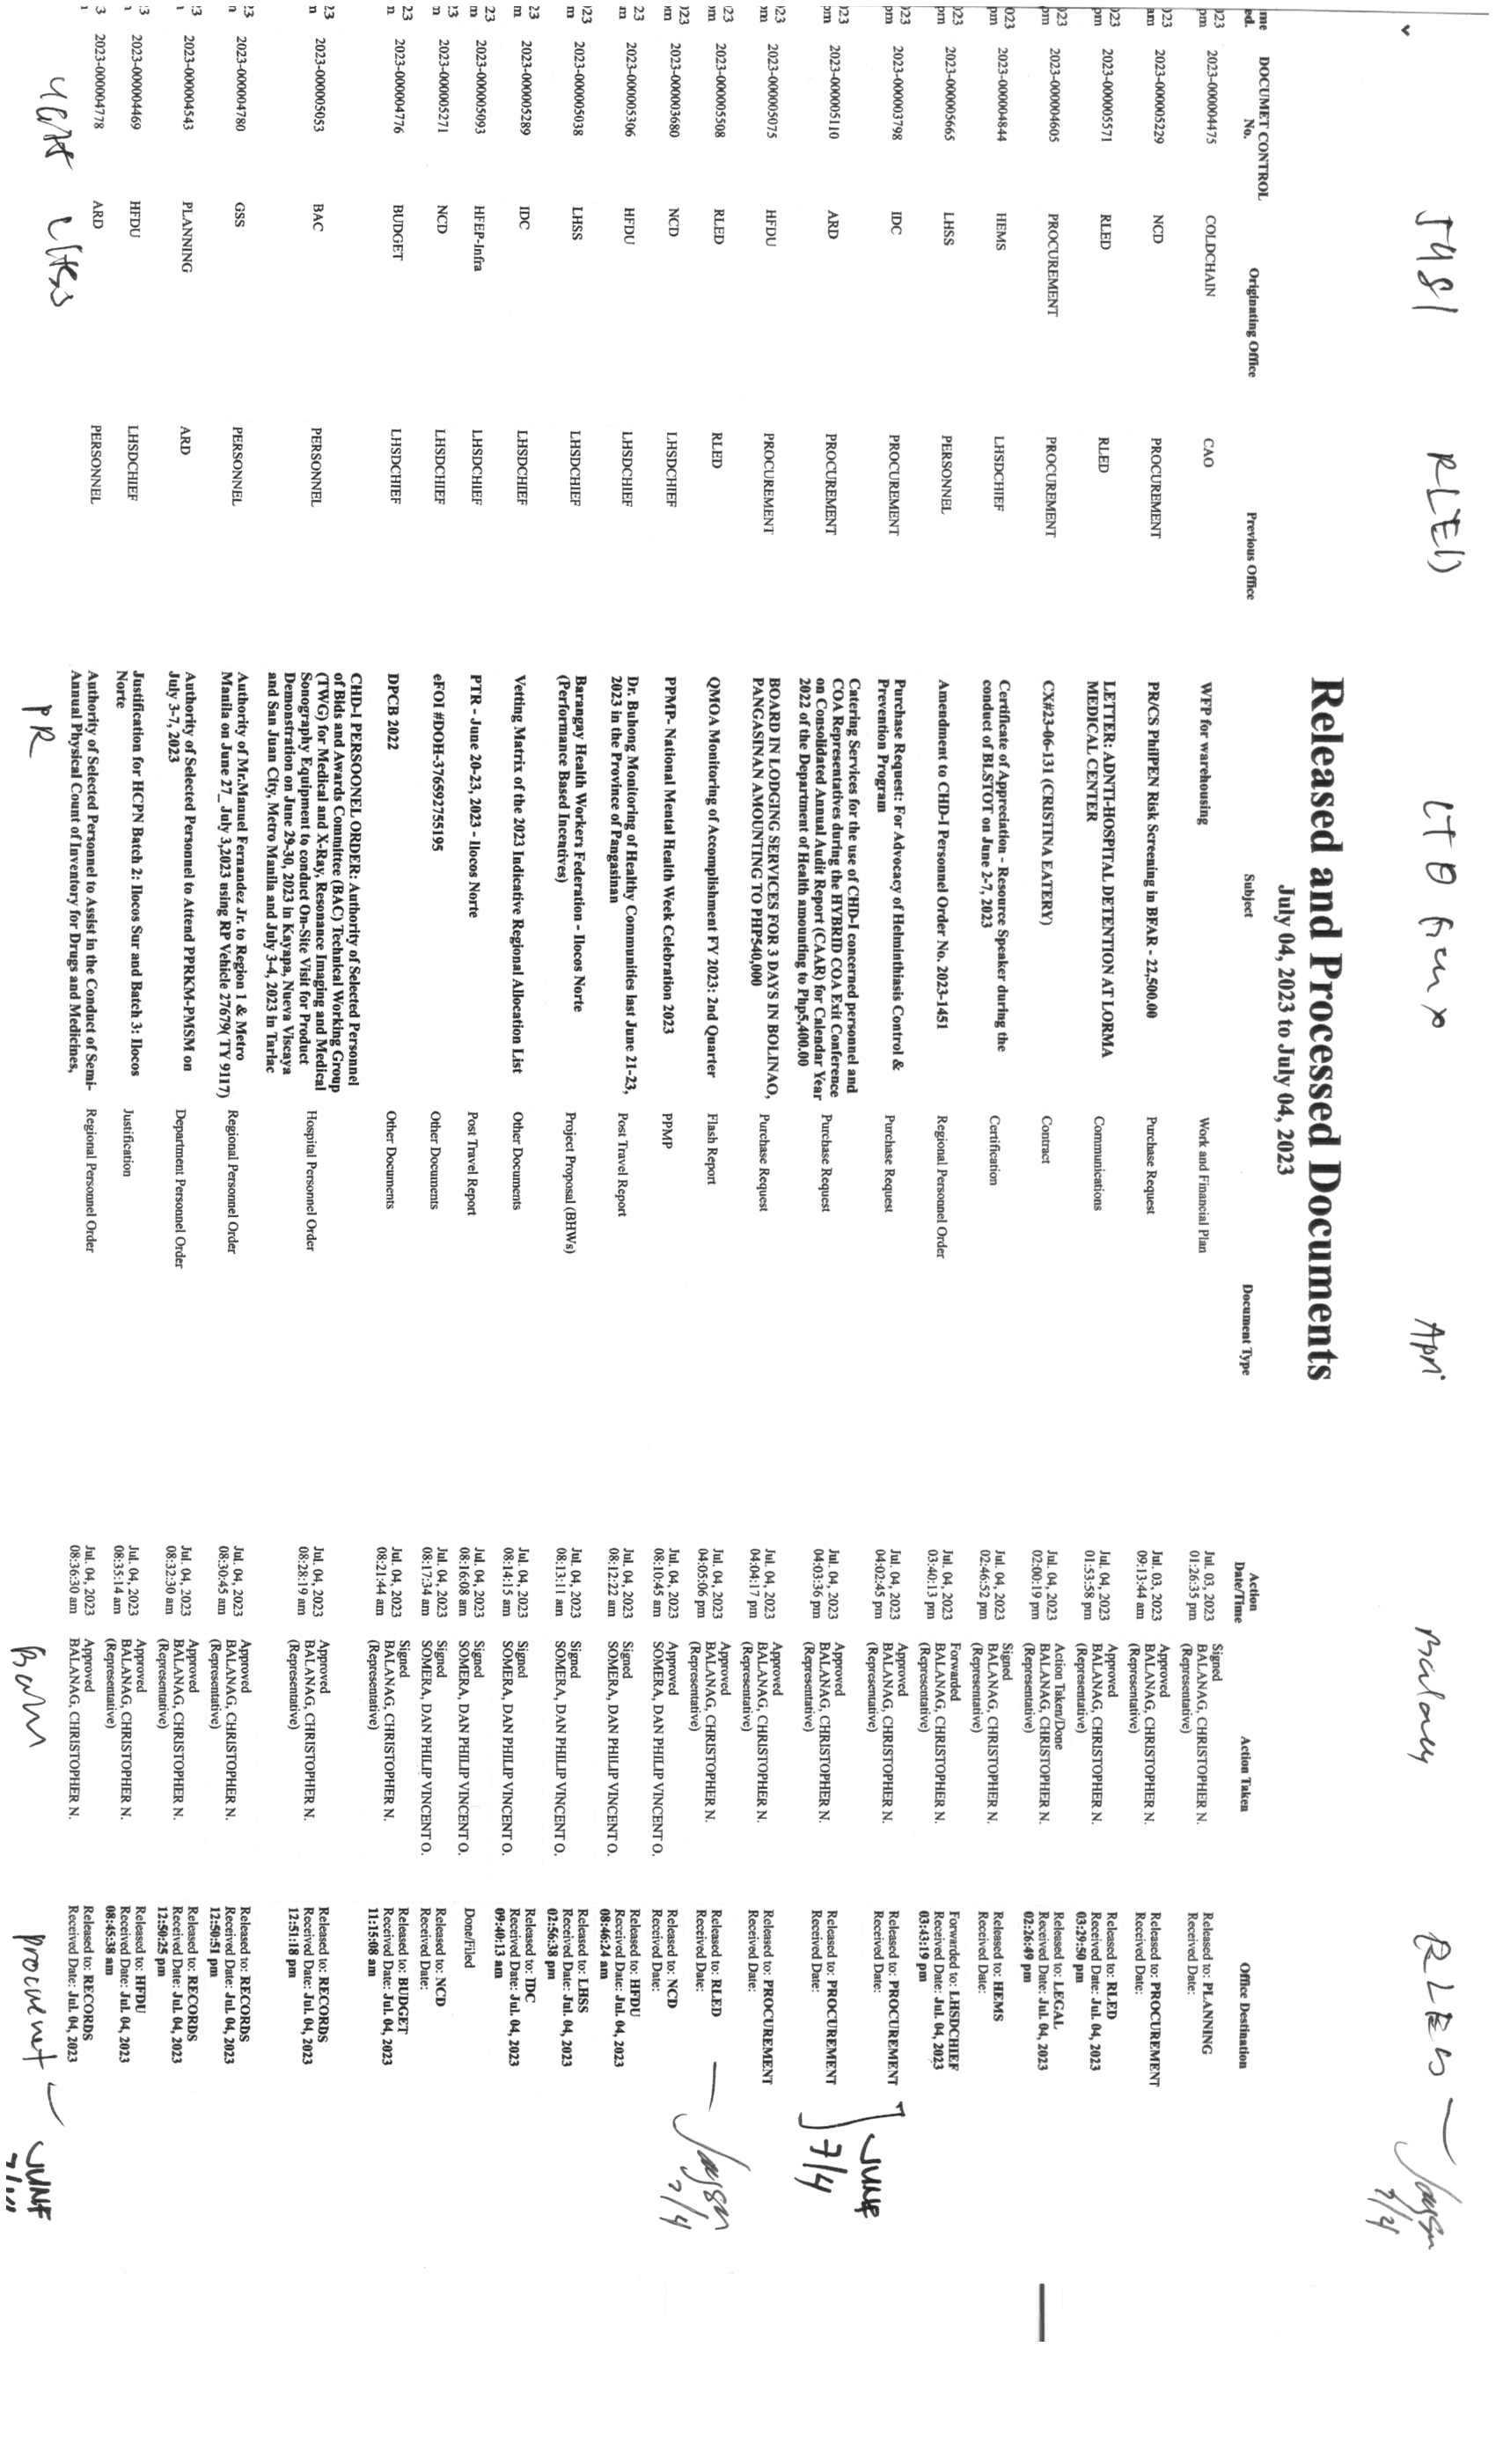 5481 RLED LTO Malary RLED 7/4
Released and Processed Documents
July 04, 2023 to July 04, 2023
me DOCUMET CONTROL Originating Office Previous Office Subject Document Type Action Action Taken Office Destination
ed. No. Date/Time
)23 2023-000004475 COLDCHAIN CAO WFP for warehousing Work and Financial Plan Jul. 03, 2023 Signed Released to: PLANNING
pm 01:26:35 pm BALANAG, CHRISTOPHER N. Received Date:
(Representative)
)23 2023-000005229 NCD PROCUREMENT PR/CS PhilPEN Risk Screening in BFAR - 22,500.00 Purchase Request Jul. 03, 2023 Approved Released to: PROCUREMENT
am 09:13:44 am BALANAG, CHRISTOPHER N. Received Date:
(Representative)
)23 2023-000005571 RLED RLED LETTER: ADNTI-HOSPITAL DETENTION AT LORMA Communications Jul. 04, 2023 Approved Released to: RLED
pm MEDICAL CENTER 01:53:58 pm BALANAG, CHRISTOPHER N. Received Date: Jul. 04, 2023
(Representative) 03:29:50 pm
)23 2023-000004605 PROCUREMENT PROCUREMENT CX#23-06-131 (CRISTINA EATERY) Contract Jul. 04, 2023 Action Taken/Done Released to: LEGAL
pm 02:00:19 pm BALANAG, CHRISTOPHER N. Received Date: Jul. 04, 2023
(Representative) 02:26:49 pm
023 2023-000004844 HEMS LHSDCHIEF Certificate of Appreciation - Resource Speaker during the Certification Jul. 04, 2023 Signed Released to: HEMS
pm conduct of BLSTOT on June 2-7, 2023 02:46:52 pm BALANAG, CHRISTOPHER N. Received Date:
(Representative)
023 2023-000005665 LHSS PERSONNEL Amendment to CHD-I Personnel Order No. 2023-1451 Regional Personnel Order Jul. 04, 2023 Forwarded Forwarded to: LHSDCHIEF
pm 03:40:13 pm BALANAG, CHRISTOPHER N. Received Date: Jul. 04, 2023
(Representative) 03:43:19 pm
)23 2023-000003798 IDC PROCUREMENT Purchase Request: For Advocacy of Helminthiasis Control & Purchase Request Jul. 04, 2023 Approved Released to: PROCUREMENT
pm Prevention Program 04:02:45 pm BALANAG, CHRISTOPHER N. Received Date:
(Representative)
JUNF
7/4
)23 2023-000005110 ARD PROCUREMENT Catering Services for the use of CHD-I concerned personnel and Purchase Request Jul. 04, 2023 Approved Released to: PROCUREMENT
pm COA Representatives during the HYBRID COA Exit Conference 04:03:36 pm BALANAG, CHRISTOPHER N. Received Date:
on Consolidated Annual Audit Report (CAAR) for Calendar Year (Representative)
2022 of the Department of Health amounting to Php5,400.00
)23 2023-000005075 HFDU PROCUREMENT BOARD IN LODGING SERVICES FOR 3 DAYS IN BOLINAO, Purchase Request Jul. 04, 2023 Approved Released to: PROCUREMENT
pm PANGASINAN AMOUNTING TO PHP540,000 04:04:17 pm BALANAG, CHRISTOPHER N. Received Date:
(Representative)
)23 2023-000005508 RLED RLED QMOA Monitoring of Accomplishment FY 2023: 2nd Quarter Flash Report Jul. 04, 2023 Approved Released to: RLED
pm 04:05:06 pm BALANAG, CHRISTOPHER N. Received Date:
(Representative)
7/4
)23 2023-000003680 NCD LHSDCHIEF PPMP- National Mental Health Week Celebration 2023 PPMP Jul. 04, 2023 Approved Released to: NCD
m 08:10:45 am SOMERA, DAN PHILIP VINCENT O. Received Date:
23 2023-000005306 HFDU LHSDCHIEF Dr. Buhong Monitoring of Healthy Communities last June 21-23, Post Travel Report Jul. 04, 2023 Signed Released to: HFDU
m 2023 in the Province of Pangasinan 08:12:22 am SOMERA, DAN PHILIP VINCENT O. Received Date: Jul. 04, 2023
08:46:24 am
)23 2023-000005038 LHSS LHSDCHIEF Barangay Health Workers Federation - Ilocos Norte Project Proposal (BHWs) Jul. 04, 2023 Signed Released to: LHSS
m (Performance Based Incentives) 08:13:11 am SOMERA, DAN PHILIP VINCENT O. Received Date: Jul. 04, 2023
02:56:38 pm
23 2023-000005289 IDC LHSDCHIEF Vetting Matrix of the 2023 Indicative Regional Allocation List Other Documents Jul. 04, 2023 Signed Released to: IDC
m 08:14:15 am SOMERA, DAN PHILIP VINCENT O. Received Date: Jul. 04, 2023
09:40:13 am
23 2023-000005093 HFEP-Infra LHSDCHIEF PTR - June 20-23, 2023 - Ilocos Norte Post Travel Report Jul. 04, 2023 Signed Done/Filed
m 08:16:08 am SOMERA, DAN PHILIP VINCENT O.
23 2023-000005271 NCD LHSDCHIEF eFOI #DOH-376592755195 Other Documents Jul. 04, 2023 Signed Released to: NCD
n 08:17:34 am SOMERA, DAN PHILIP VINCENT O. Received Date:
23 2023-000004776 BUDGET LHSDCHIEF DPCB 2022 Other Documents Jul. 04, 2023 Signed Released to: BUDGET
n 08:21:44 am BALANAG, CHRISTOPHER N. Received Date: Jul. 04, 2023
(Representative) 11:15:08 am
CHD-I PERSOONEL ORDER: Authority of Selected Personnel
of Bids and Awards Committee (BAC) Technical Working Group
23 2023-000005053 BAC PERSONNEL (TWG) for Medical and X-Ray, Resonance Imaging and Medical Hospital Personnel Order Jul. 04, 2023 Approved Released to: RECORDS
n Sonography Equipment to conduct On-Site Visit for Product 08:28:19 am BALANAG, CHRISTOPHER N. Received Date: Jul. 04, 2023
Demonstration on June 29-30, 2023 in Kayapa, Nueva Viscaya (Representative) 12:51:18 pm
and San Juan City, Metro Manila and July 3-4, 2023 in Tarlac
23 2023-000004780 GSS PERSONNEL Authority of Mr.Manuel Fernandez Jr. to Region 1 & Metro Regional Personnel Order Jul. 04, 2023 Approved Released to: RECORDS
n Manila on June 27_ July 3,2023 using RP Vehicle 27679( TY 9117) 08:30:45 am BALANAG, CHRISTOPHER N. Received Date: Jul. 04, 2023
(Representative) 12:50:51 pm
23 2023-000004543 PLANNING ARD Authority of Selected Personnel to Attend PPRKM-PMSM on Department Personnel Order Jul. 04, 2023 Approved Released to: RECORDS
July 3-7, 2023 08:32:30 am BALANAG, CHRISTOPHER N. Received Date: Jul. 04, 2023
(Representative) 12:50:25 pm
3 2023-000004469 HFDU LHSDCHIEF Justification for HCPN Batch 2: Ilocos Sur and Batch 3: Ilocos Justification Jul. 04, 2023 Approved Released to: HFDU
Norte 08:35:14 am BALANAG, CHRISTOPHER N. Received Date: Jul. 04, 2023
(Representative) 08:45:38 am
3 2023-000004778 ARD PERSONNEL Authority of Selected Personnel to Assist in the Conduct of Semi- Regional Personnel Order Jul. 04, 2023 Approved Released to: RECORDS
Annual Physical Count of Inventory for Drugs and Medicines, 08:36:30 am BALANAG, CHRISTOPHER N. Received Date: Jul. 04, 2023
LHSS PR JUNF